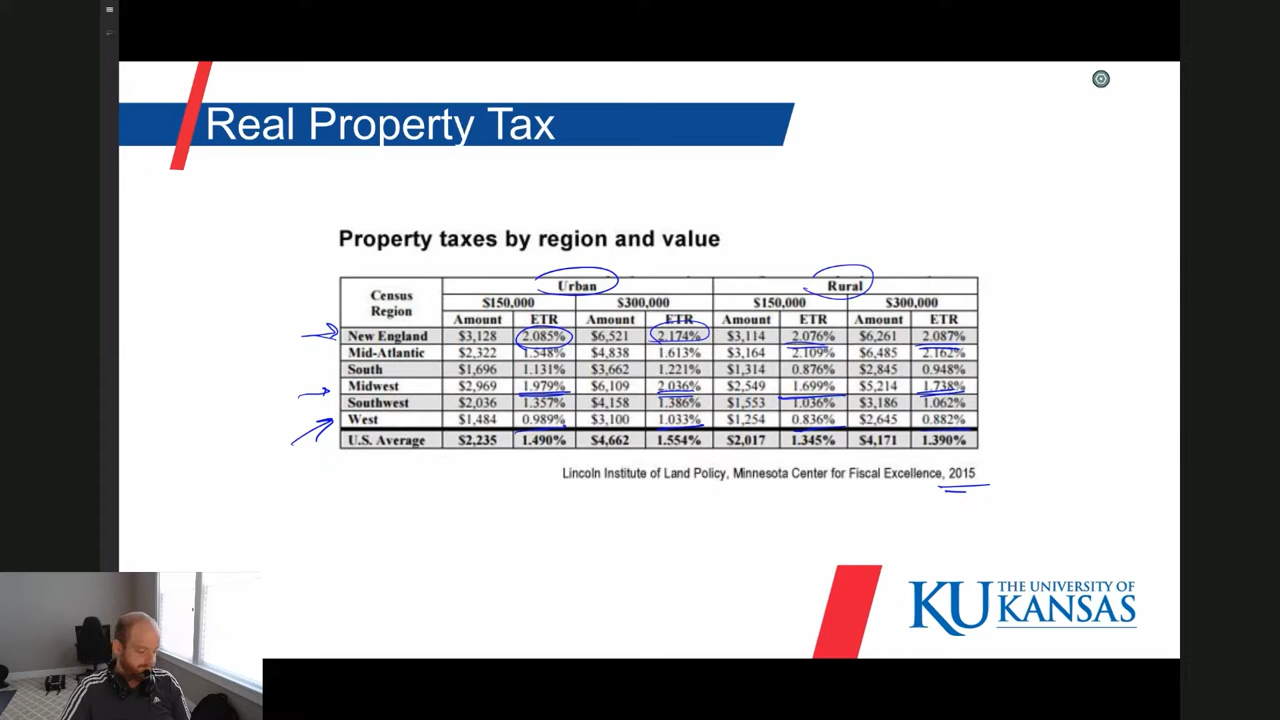 Real Property Tax
Property taxes by region and value
Census Region Urban Rural
$150,000 $300,000 $150,000 $300,000
Amount ETR Amount ETR Amount ETR Amount ETR
New England $3,128 2.085% $6,521 2.174% $3,114 2.076% $6,261 2.087%
Mid-Atlantic $2,322 1.548% $4,838 1.613% $3,164 2.109% $6,485 2.162%
South $1,696 1.131% $3,662 1.221% $1,314 0.876% $2,845 0.948%
Midwest $2,969 1.979% $6,109 2.036% $2,549 1.699% $5,214 1.738%
Southwest $2,036 1.357% $4,158 1.386% $1,553 1.036% $3,186 1.062%
West $1,484 0.989% $3,100 1.033% $1,254 0.836% $2,645 0.882%
U.S. Average $2,235 1.490% $4,662 1.554% $2,017 1.345% $4,171 1.390%
Lincoln Institute of Land Policy, Minnesota Center for Fiscal Excellence, 2015
KU THE UNIVERSITY OF
KANSAS